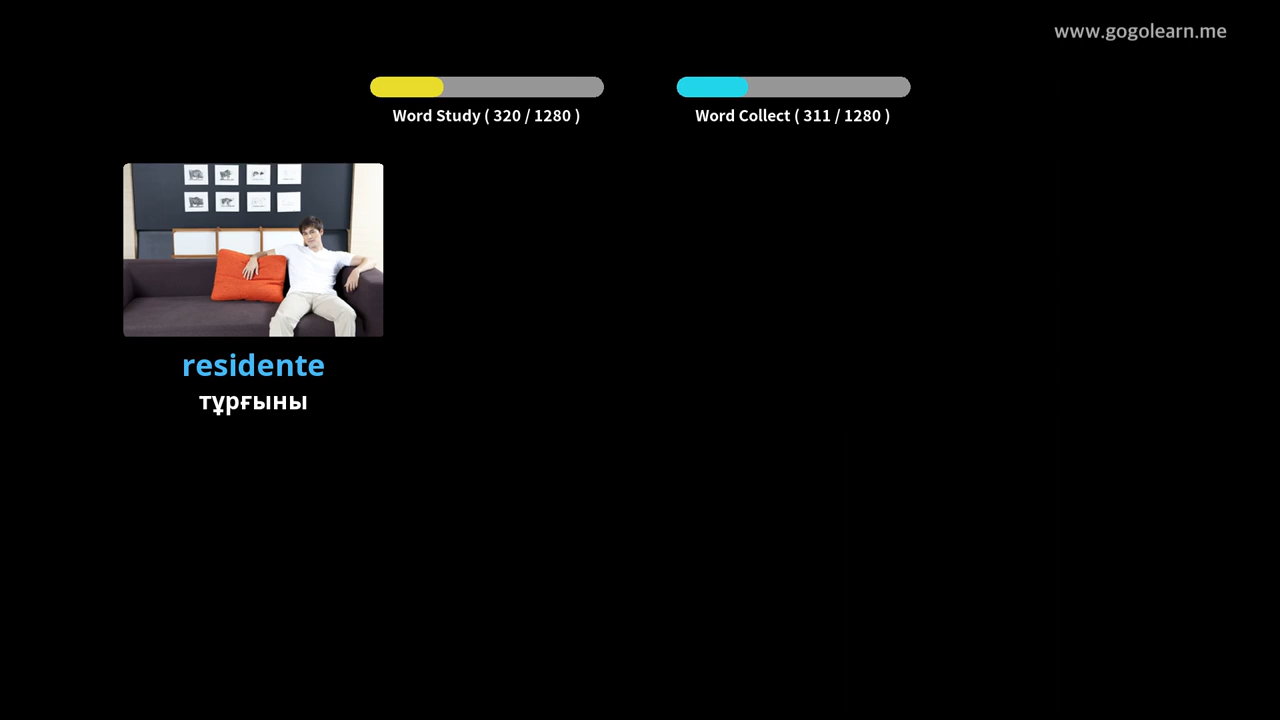 www.gogolearn.me
Word Study ( 320 / 1280 )
Word Collect ( 311 / 1280 )
residente
тұрғыны